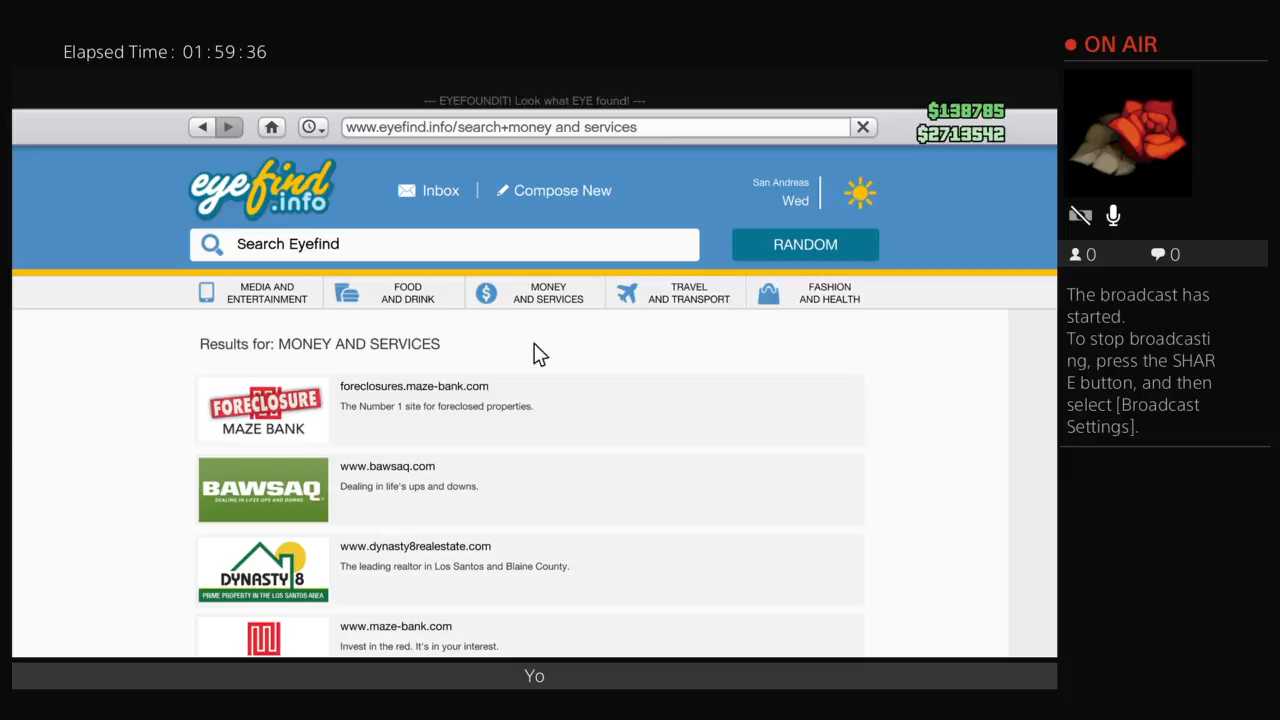 Elapsed Time: 01:59:36
ON AIR
--- EYEFOUNDIT! Look what EYE found! ---
www.eyefind.info/search+money and services
$138785
$2713542
eyefind.info
Inbox
Compose New
San Andreas
Wed
Search Eyefind
RANDOM
0
0
MEDIA AND
ENTERTAINMENT
FOOD
AND DRINK
MONEY
AND SERVICES
TRAVEL
AND TRANSPORT
FASHION
AND HEALTH
The broadcast has
started.
To stop broadcasti
ng, press the SHAR
E button, and then
select [Broadcast
Settings].
Results for: MONEY AND SERVICES
FORECLOSURE
MAZE BANK
foreclosures.maze-bank.com
The Number 1 site for foreclosed properties.
BAWSAQ
DEALING IN LIFE'S UPS AND DOWNS
www.bawsaq.com
Dealing in life's ups and downs.
DYNASTY 8
PRIME PROPERTY IN THE LOS SANTOS AREA
www.dynasty8realestate.com
The leading realtor in Los Santos and Blaine County.
www.maze-bank.com
Invest in the red. It's in your interest.
Yo